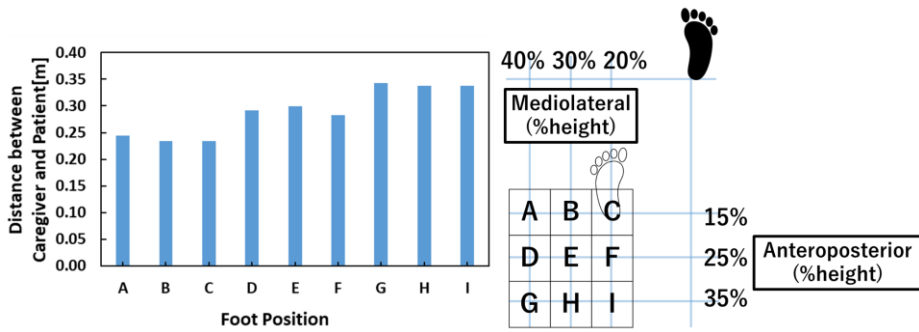 Distance between
Caregiver and Patient[m]
0.40
0.35
0.30
0.25
0.20
0.15
0.10
0.05
0.00
A B C D E F G H I
Foot Position
40% 30% 20%
Mediolateral
(%height)
A B C
D E F
G H I
15%
25%
35%
Anteroposterior
(%height)